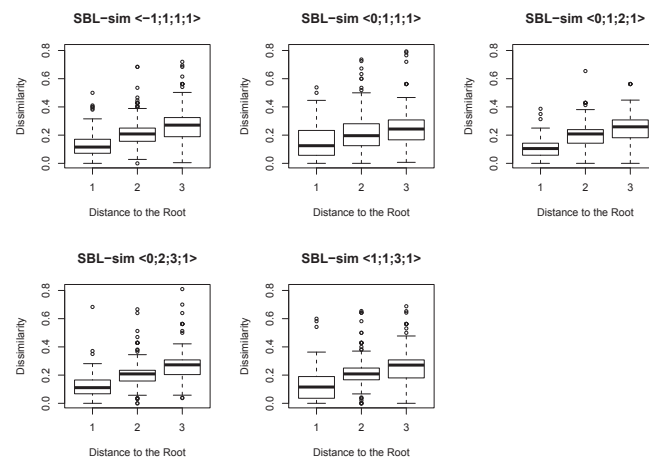 SBL−sim <−1;1;1;1>
Dissimilarity
0.0 0.2 0.4 0.6 0.8
1 2 3
Distance to the Root
SBL−sim <0;1;1;1>
Dissimilarity
0.0 0.2 0.4 0.6 0.8
1 2 3
Distance to the Root
SBL−sim <0;1;2;1>
Dissimilarity
0.0 0.2 0.4 0.6 0.8
1 2 3
Distance to the Root
SBL−sim <0;2;3;1>
Dissimilarity
0.0 0.2 0.4 0.6 0.8
1 2 3
Distance to the Root
SBL−sim <1;1;3;1>
Dissimilarity
0.0 0.2 0.4 0.6 0.8
1 2 3
Distance to the Root